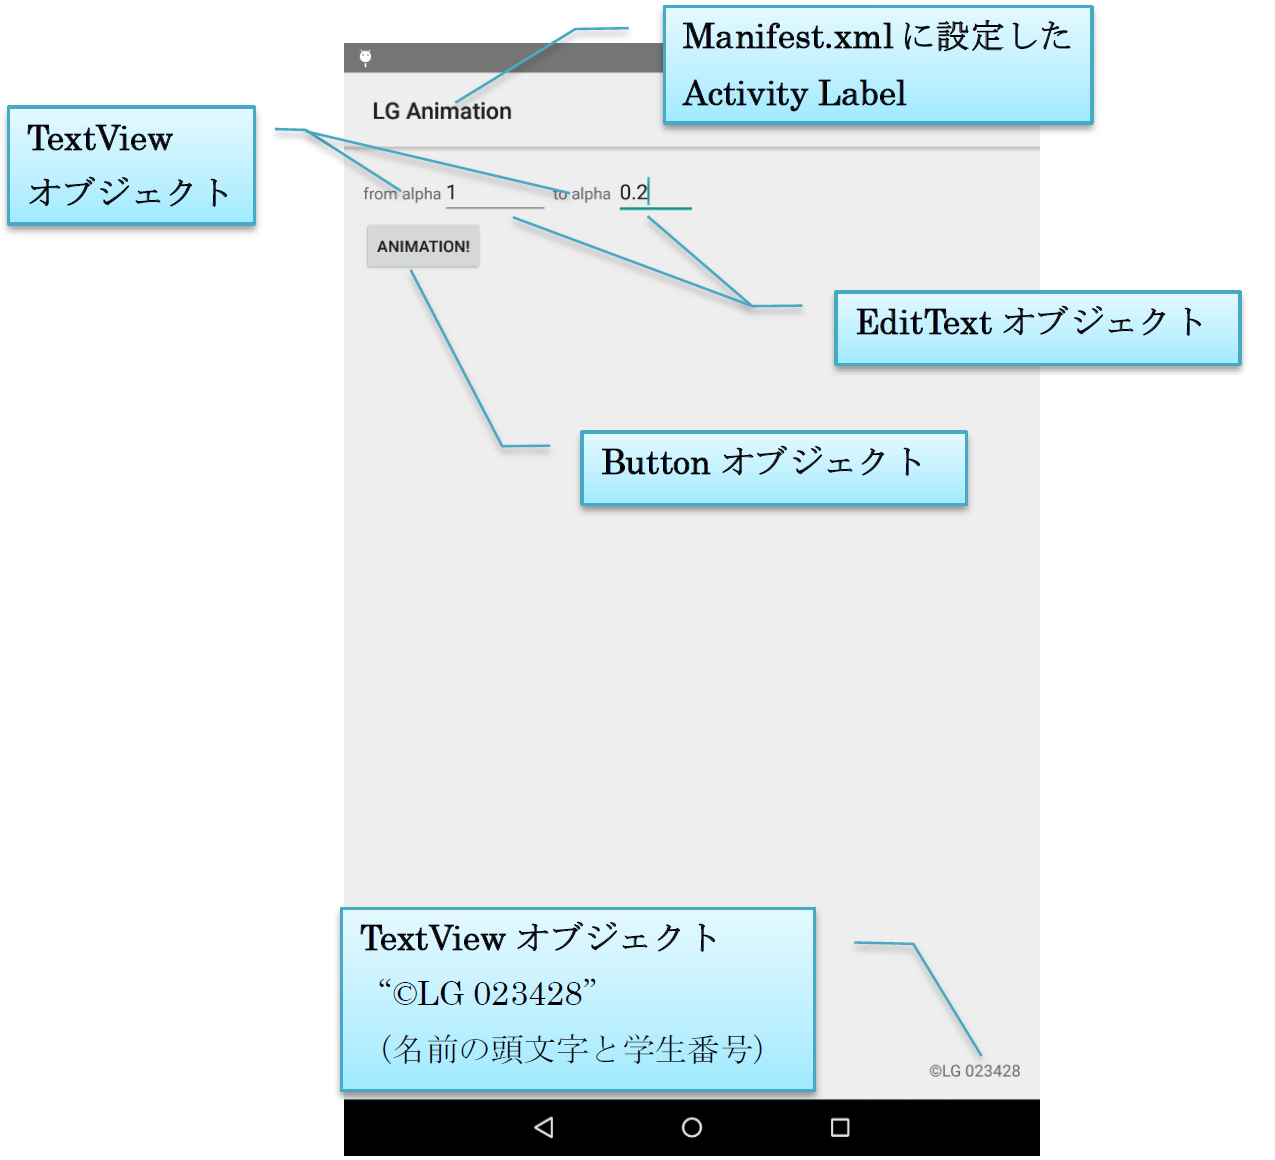 Manifest.xml に設定した
Activity Label
LG Animation
TextView
オブジェクト
from alpha 1 to alpha 0.2
ANIMATION!
EditText オブジェクト
Button オブジェクト
TextView オブジェクト
“©LG 023428”
（名前の頭文字と学生番号）
©LG 023428